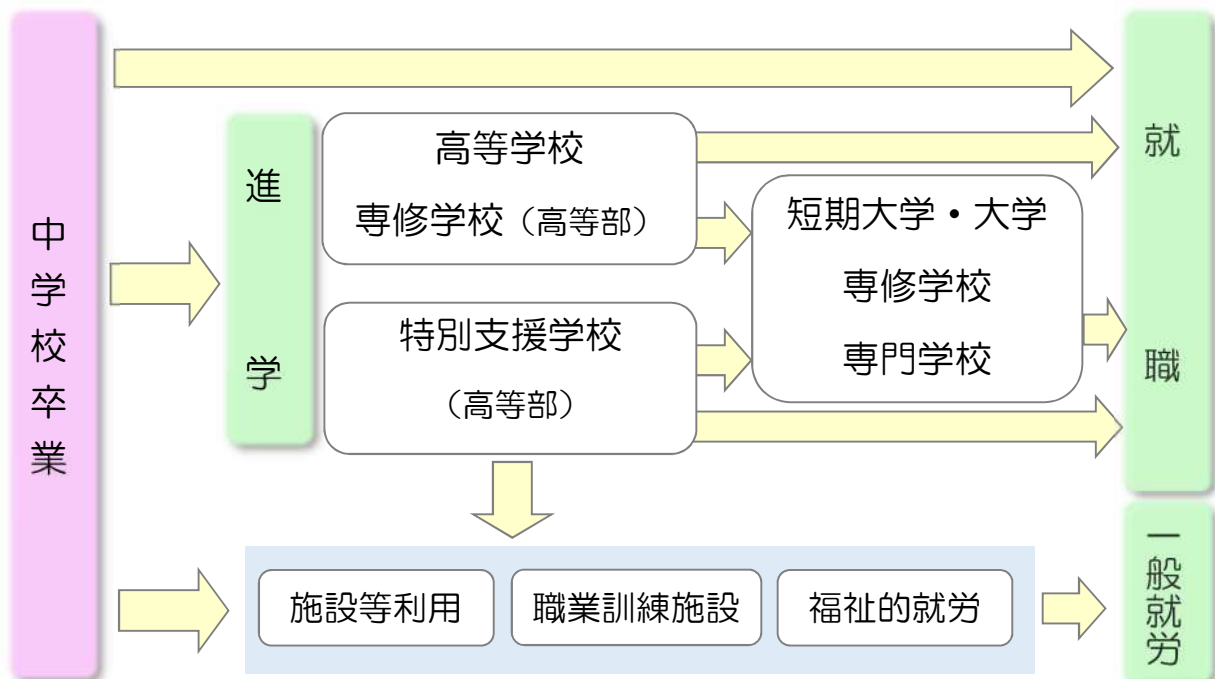 中学校卒業
進学
高等学校
専修学校（高等部）
特別支援学校
（高等部）
短期大学・大学
専修学校
専門学校
就職
施設等利用
職業訓練施設
福祉的就労
一般就労